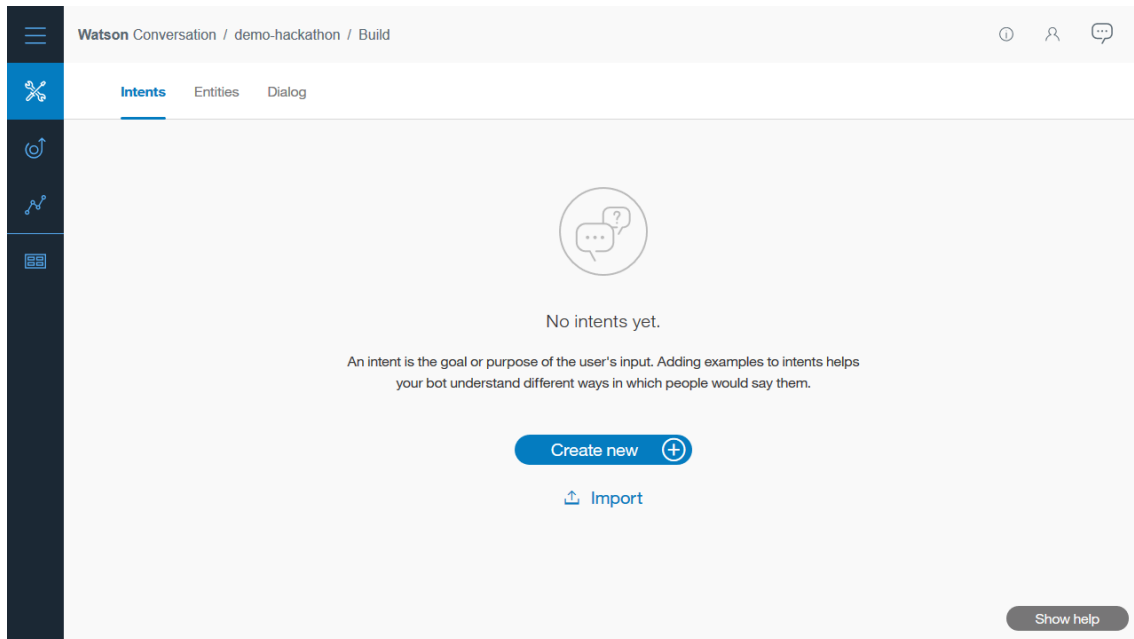 Watson Conversation / demo-hackathon / Build
Intents Entities Dialog
?
No intents yet.
An intent is the goal or purpose of the user's input. Adding examples to intents helps
your bot understand different ways in which people would say them.
Create new
Import
Show help